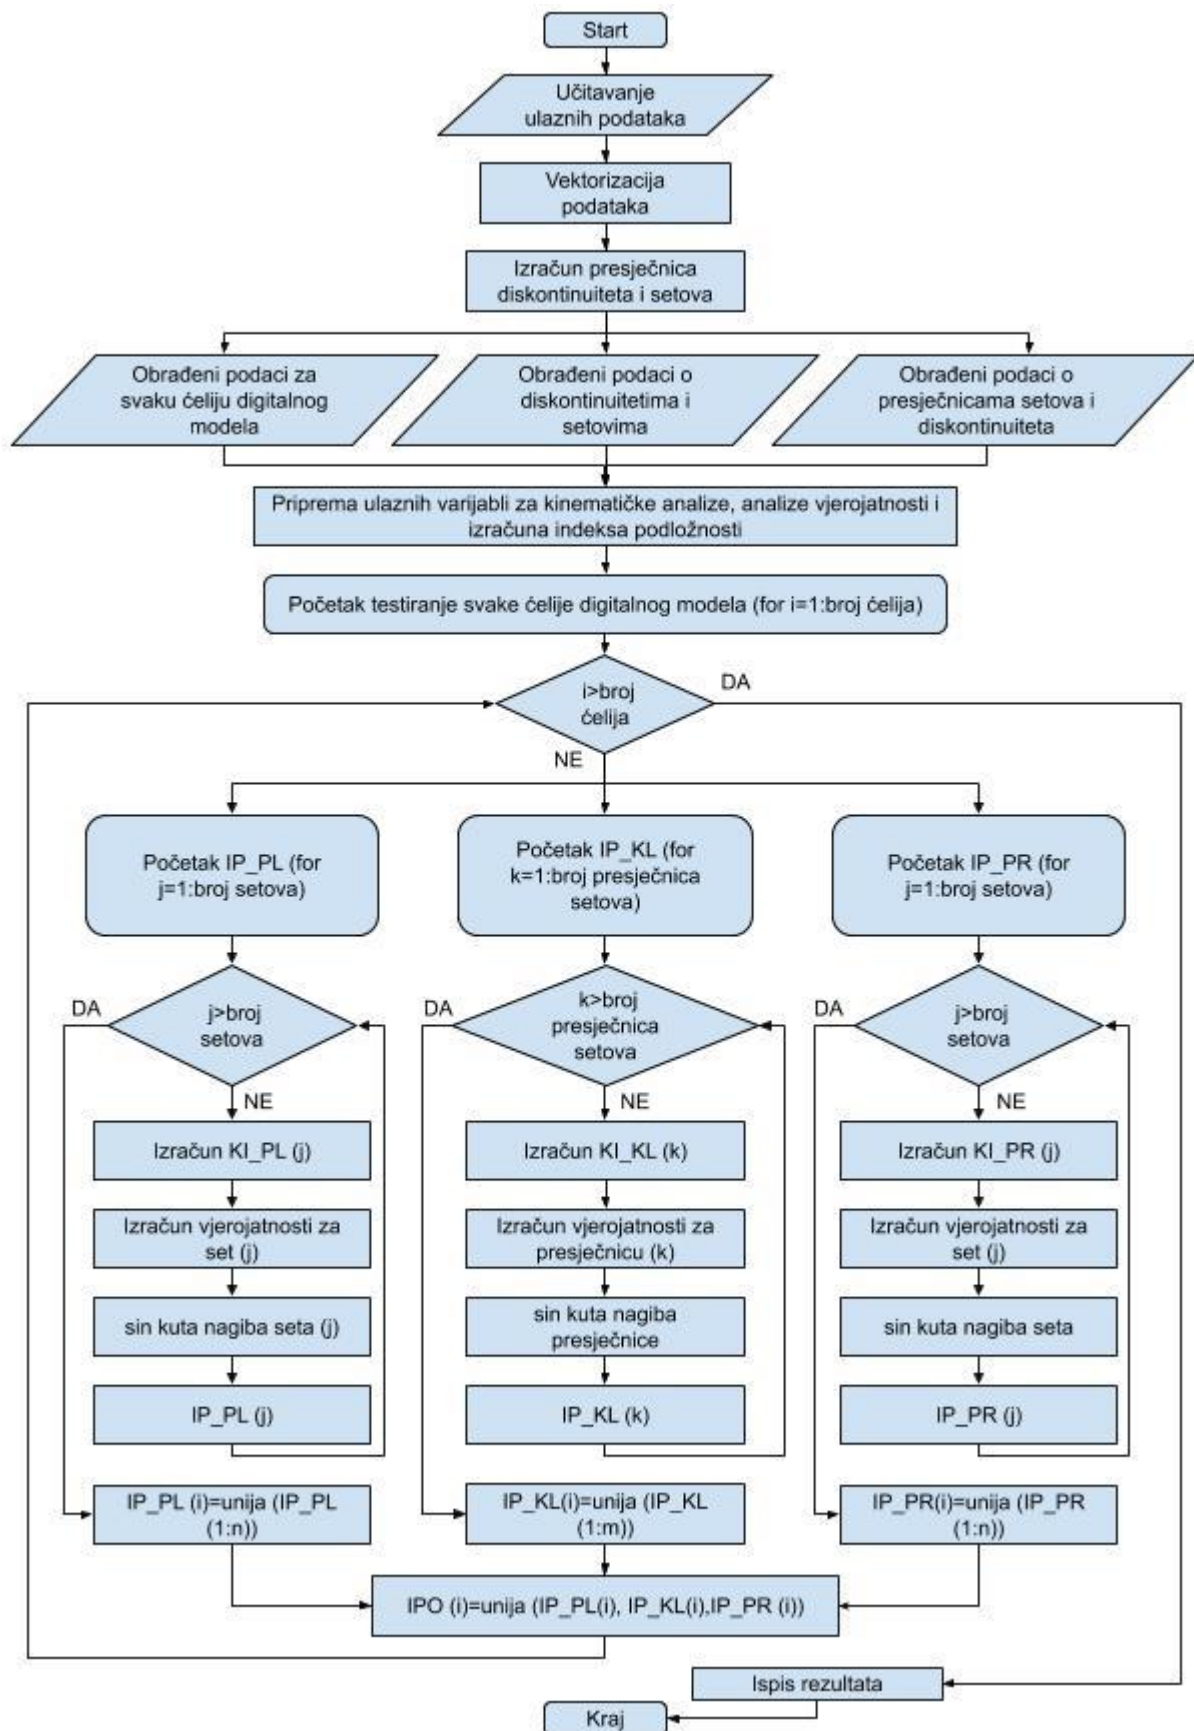 Start
Učitavanje
ulaznih podataka
Vektorizacija
podataka
Izračun presječnica
diskontinuiteta i setova
Obrađeni podaci za
svaku ćeliju digitalnog
modela
Obrađeni podaci o
diskontinuitetima i
setovima
Obrađeni podaci o
presječnicama setova i
diskontinuiteta
Priprema ulaznih varijabli za kinematičke analize, analize vjerojatnosti i
izračuna indeksa podložnosti
Početak testiranje svake ćelije digitalnog modela (for i=1:broj ćelija)
i>broj
ćelija
DA
NE
Početak IP_PL (for
j=1:broj setova)
Početak IP_KL (for
k=1:broj presječnica
setova)
Početak IP_PR (for
j=1:broj setova)
DA
j>broj
setova
NE
DA
k>broj
presječnica
setova
NE
DA
j>broj
setova
NE
Izračun KI_PL (j)
Izračun KI_KL (k)
Izračun KI_PR (j)
Izračun vjerojatnosti za
set (j)
Izračun vjerojatnosti za
presječnicu (k)
Izračun vjerojatnosti za
set (j)
sin kuta nagiba seta (j)
sin kuta nagiba
presječnice
sin kuta nagiba seta
IP_PL (j)
IP_KL (k)
IP_PR (j)
IP_PL (i)=unija (IP_PL
(1:n))
IP_KL(i)=unija (IP_KL
(1:m))
IP_PR(i)=unija (IP_PR
(1:n))
IPO (i)=unija (IP_PL(i), IP_KL(i),IP_PR (i))
Ispis rezultata
Kraj